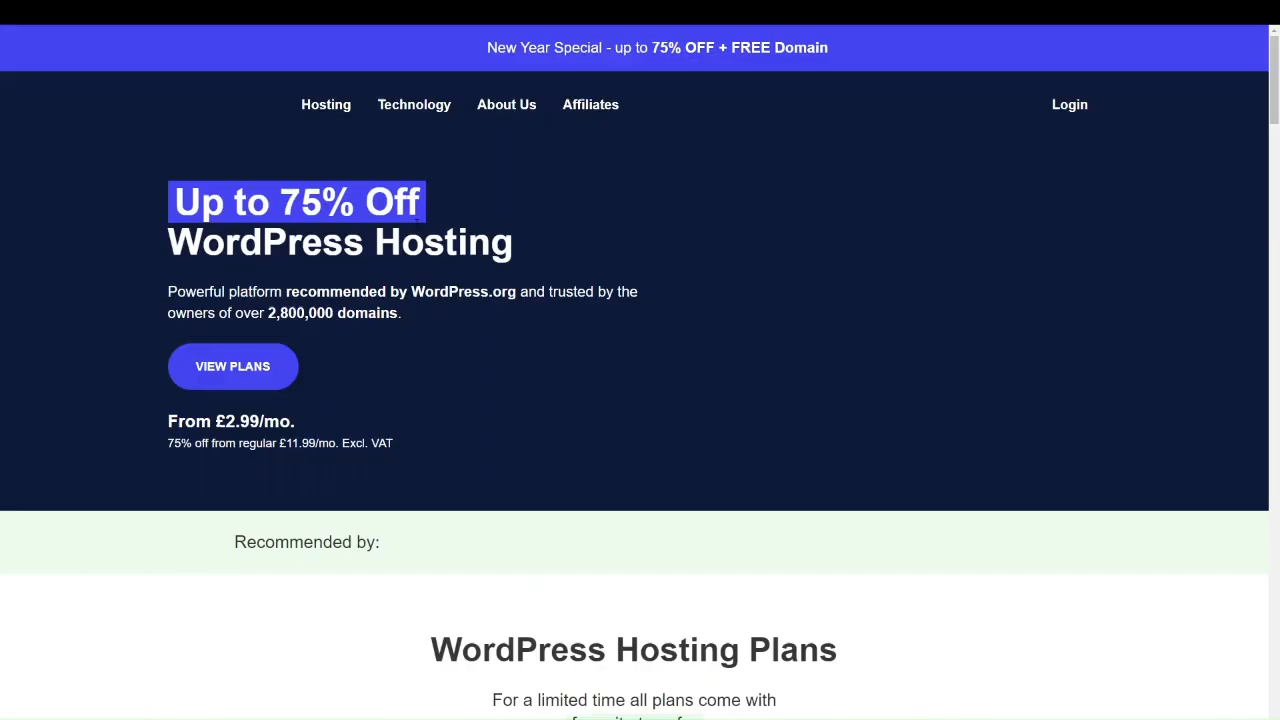 New Year Special - up to 75% OFF + FREE Domain
Hosting Technology About Us Affiliates Login
Up to 75% Off
WordPress Hosting
Powerful platform recommended by WordPress.org and trusted by the
owners of over 2,800,000 domains.
VIEW PLANS
From £2.99/mo.
75% off from regular £11.99/mo. Excl. VAT
Recommended by:
WordPress Hosting Plans
For a limited time all plans come with